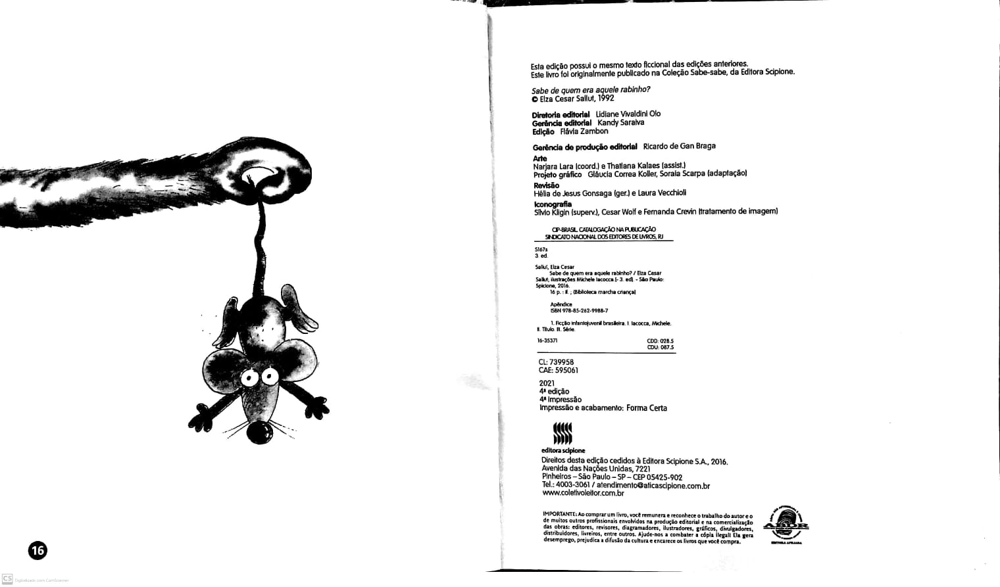 16
Esta edição possui o mesmo texto ficcional das edições anteriores.
Este livro foi originalmente publicado na Coleção Sabe-sabe, da Editora Scipione.
Sabe de quem era aquele rabinho?
© Elza Cesar Sallut, 1992
Diretoria editorial Lidiane Vivaldini Olo
Gerência editorial Kandy Saraiva
Edição Flávia Zambon
Gerência de produção editorial Ricardo de Gan Braga
Arte
Narjara Lara (coord.) e Thatiana Kalaes (assist.)
Projeto gráfico Gláucia Correa Koller, Soraia Scarpa (adaptação)
Revisão
Hélia de Jesus Gonsaga (ger.) e Laura Vecchioli
Iconografia
Sílvio Kligin (superv.), Cesar Wolf e Fernanda Crevin (tratamento de imagem)
CIP-BRASIL. CATALOGAÇÃO NA PUBLICAÇÃO
SINDICATO NACIONAL DOS EDITORES DE LIVROS, RJ
S167s
3. ed.
Sallut, Elza Cesar
Sabe de quem era aquele rabinho? / Elza Cesar
Sallut; ilustrações Michele Iacocca. [- 3. ed]. - São Paulo:
Spicione, 2016.
16 p. : il. ; (Biblioteca marcha criança)
Apêndice
ISBN 978-85-262-9988-7
1. Ficção infantojuvenil brasileira. I. Iacocca, Michele.
II. Título. III. Série.
16-35371 CDD: 028.5
CDU: 087.5
CL: 739958
CAE: 595061
2021
4ª edição
4ª impressão
Impressão e acabamento: Forma Certa
editora scipione
Direitos desta edição cedidos à Editora Scipione S.A., 2016.
Avenida das Nações Unidas, 7221
Pinheiros – São Paulo – SP – CEP 05425-902
Tel.: 4003-3061 / atendimento@aticascipione.com.br
www.coletivoleitor.com.br
IMPORTANTE: Ao comprar um livro, você remunera e reconhece o trabalho do autor e o
de muitos outros profissionais envolvidos na produção editorial e na comercialização
das obras: editores, revisores, diagramadores, ilustradores, gráficos, divulgadores,
distribuidores, livreiros, entre outros. Ajude-nos a combater a cópia ilegal! Ela gera
desemprego, prejudica a difusão da cultura e encarece os livros que você compra.
ABDR
EDITORA AFILIADA
CS Digitalizado com CamScanner